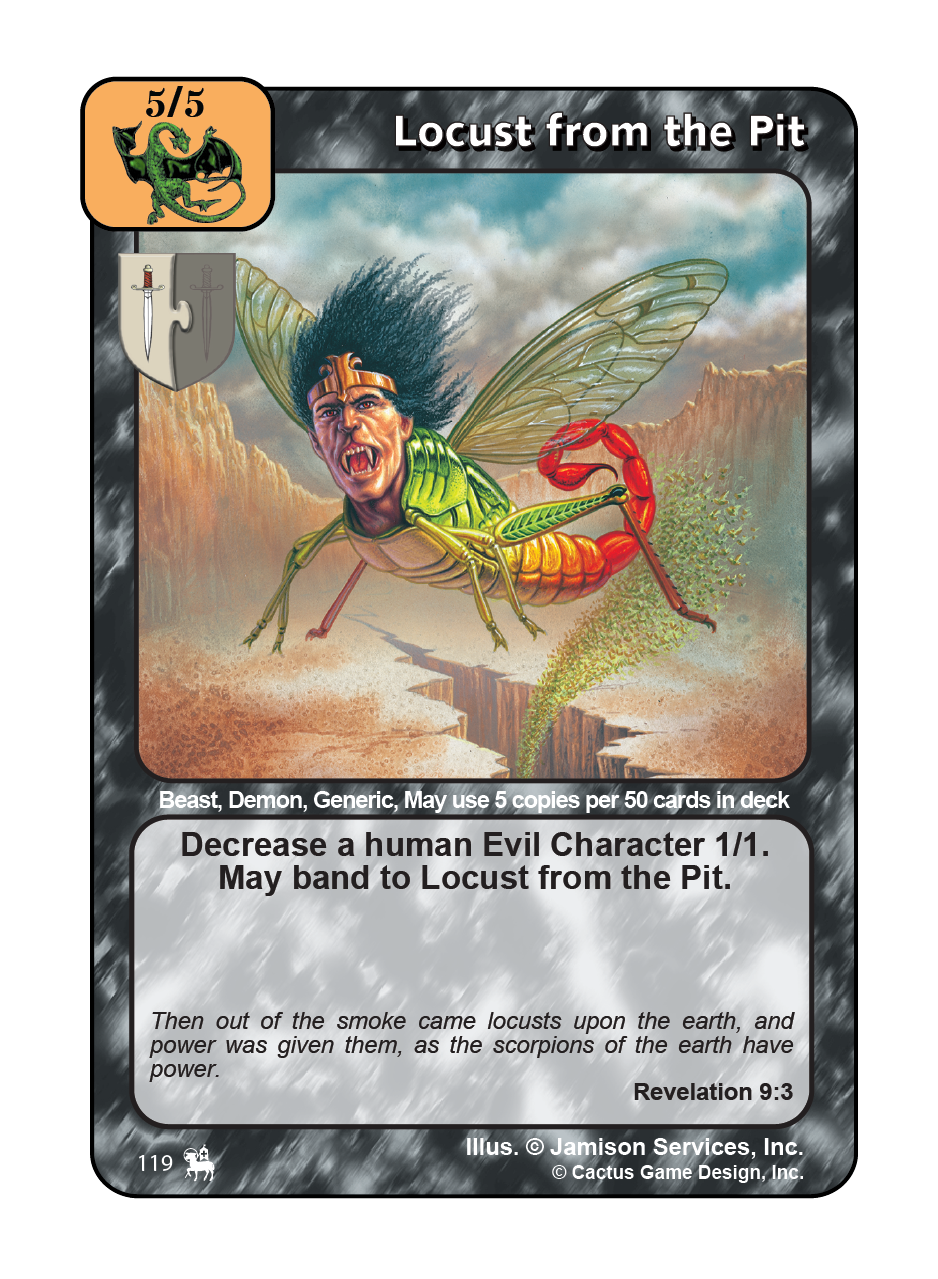 5/5
Locust from the Pit
Beast, Demon, Generic, May use 5 copies per 50 cards in deck
Decrease a human Evil Character 1/1.
May band to Locust from the Pit.
Then out of the smoke came locusts upon the earth, and
power was given them, as the scorpions of the earth have
power.
Revelation 9:3
Illus. © Jamison Services, Inc.
119
© Cactus Game Design, Inc.